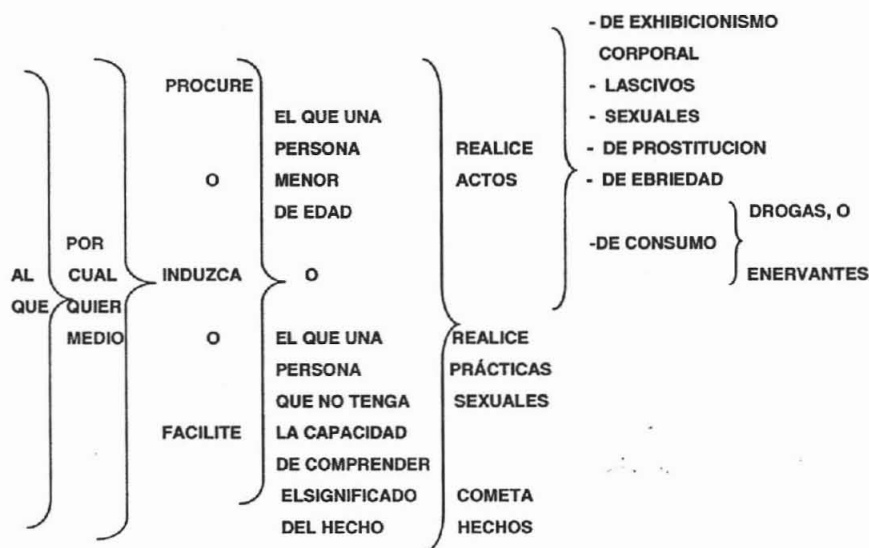 AL
QUE
POR
CUAL
QUIER
MEDIO
PROCURE
O
INDUZCA
O
FACILITE
EL QUE UNA
PERSONA
MENOR
DE EDAD
O
EL QUE UNA
PERSONA
QUE NO TENGA
LA CAPACIDAD
DE COMPRENDER
ELSIGNIFICADO
DEL HECHO
REALICE
ACTOS
REALICE
PRÁCTICAS
SEXUALES
COMETA
HECHOS
- DE EXHIBICIONISMO
CORPORAL
- LASCIVOS
- SEXUALES
- DE PROSTITUCION
- DE EBRIEDAD
-DE CONSUMO
DROGAS, O
ENERVANTES